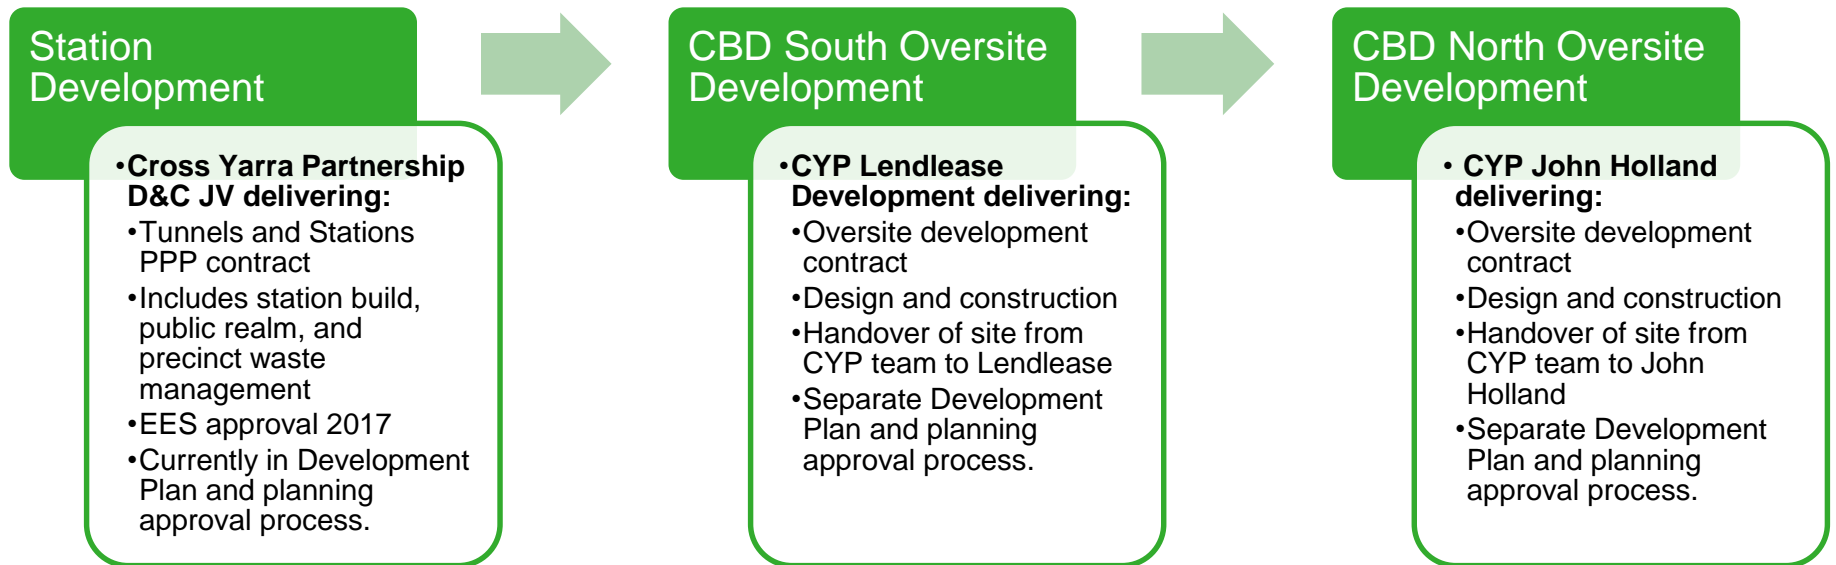 Station
Development
•Cross Yarra Partnership
D&C JV delivering:
•Tunnels and Stations
PPP contract
•Includes station build,
public realm, and
precinct waste
management
•EES approval 2017
•Currently in Development
Plan and planning
approval process.
CBD South Oversite
Development
•CYP Lendlease
Development delivering:
•Oversite development
contract
•Design and construction
•Handover of site from
CYP team to Lendlease
•Separate Development
Plan and planning
approval process.
CBD North Oversite
Development
• CYP John Holland
delivering:
•Oversite development
contract
•Design and construction
•Handover of site from
CYP team to John
Holland
•Separate Development
Plan and planning
approval process.